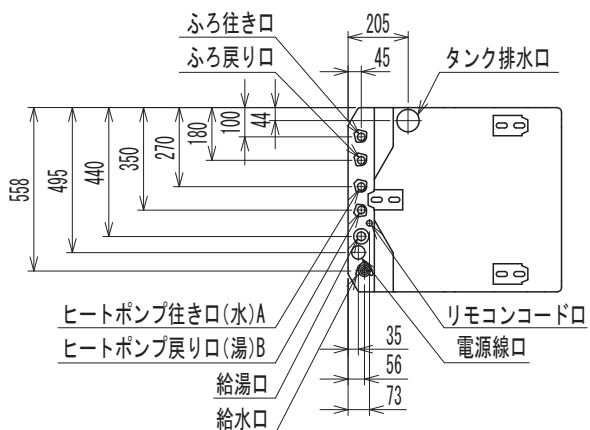 ふろ往き口
205
ふろ戻り口
45
タンク排水口
44
100
180
270
350
440
495
558
ヒートポンプ往き口(水)A
35
リモコンコード口
ヒートポンプ戻り口(湯)B
56
電源線口
給湯口
73
給水口